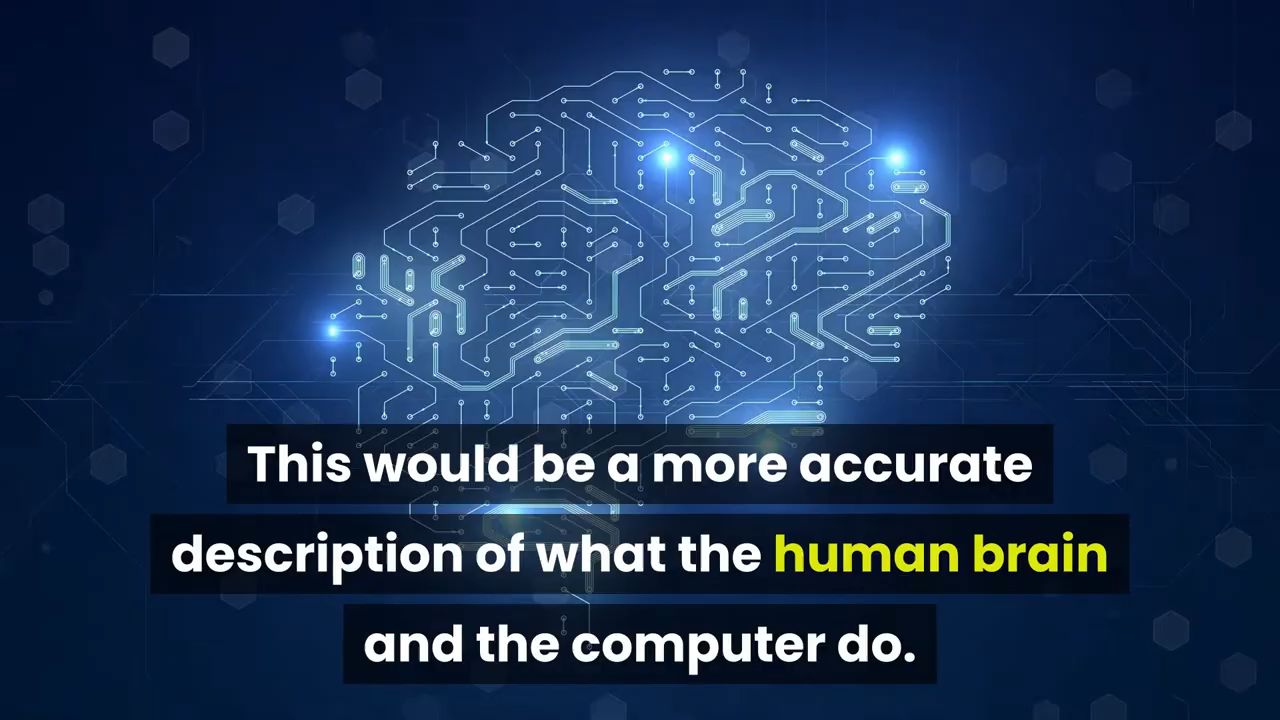 This would be a more accurate
description of what the human brain
and the computer do.